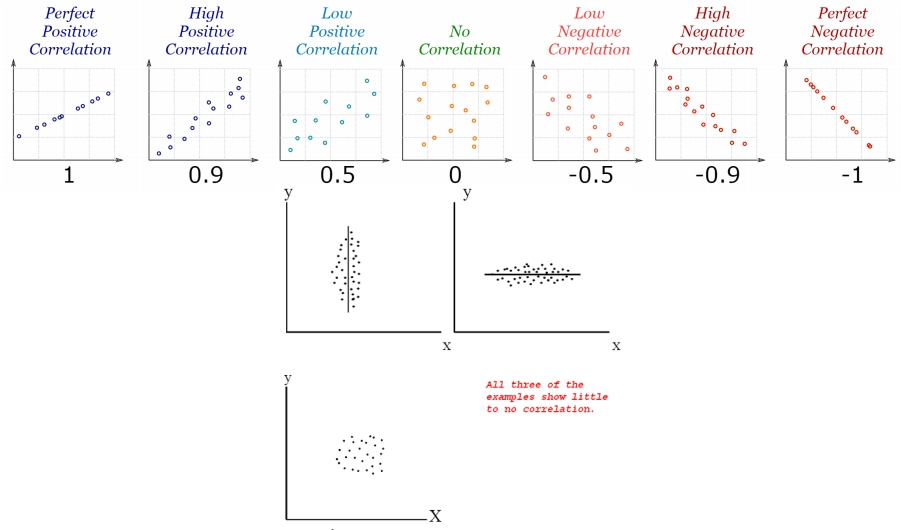 Perfect
Positive
Correlation
High
Positive
Correlation
Low
Positive
Correlation
No
Correlation
Low
Negative
Correlation
High
Negative
Correlation
Perfect
Negative
Correlation
1
0.9
0.5
0
-0.5
-0.9
-1
y
x
y
x
y
X
All three of the
examples show little
to no correlation.